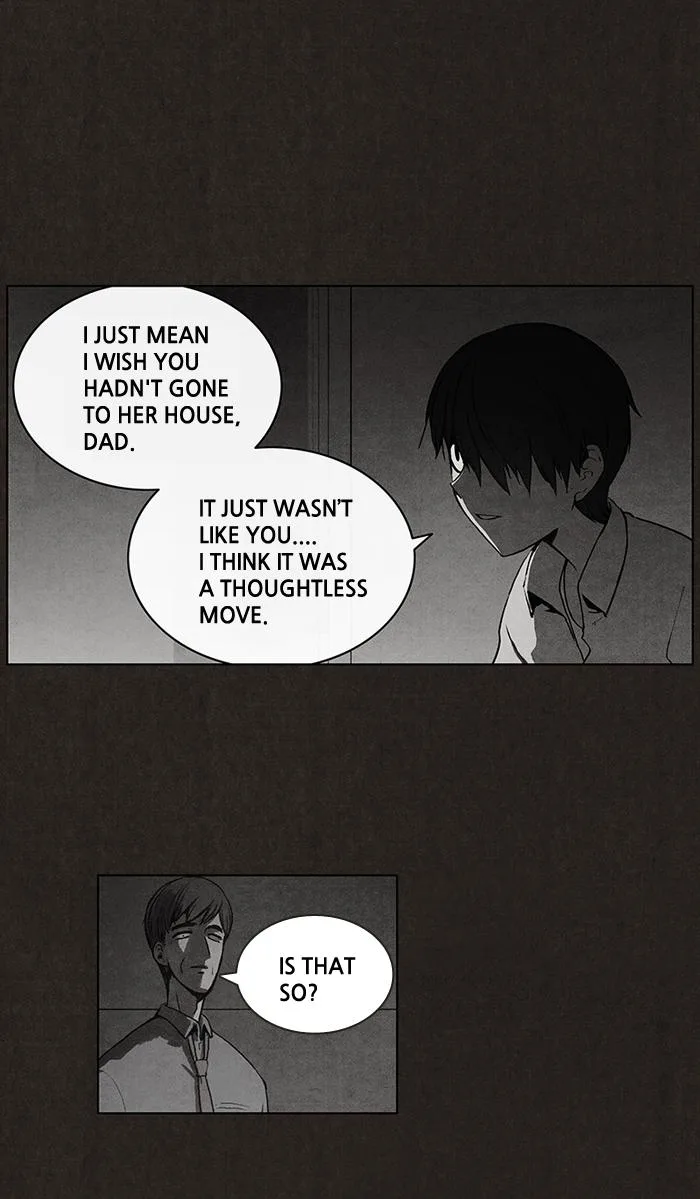 I JUST MEAN
I WISH YOU
HADN'T GONE
TO HER HOUSE,
DAD.
IT JUST WASN’T
LIKE YOU....
I THINK IT WAS
A THOUGHTLESS
MOVE.
IS THAT
SO?